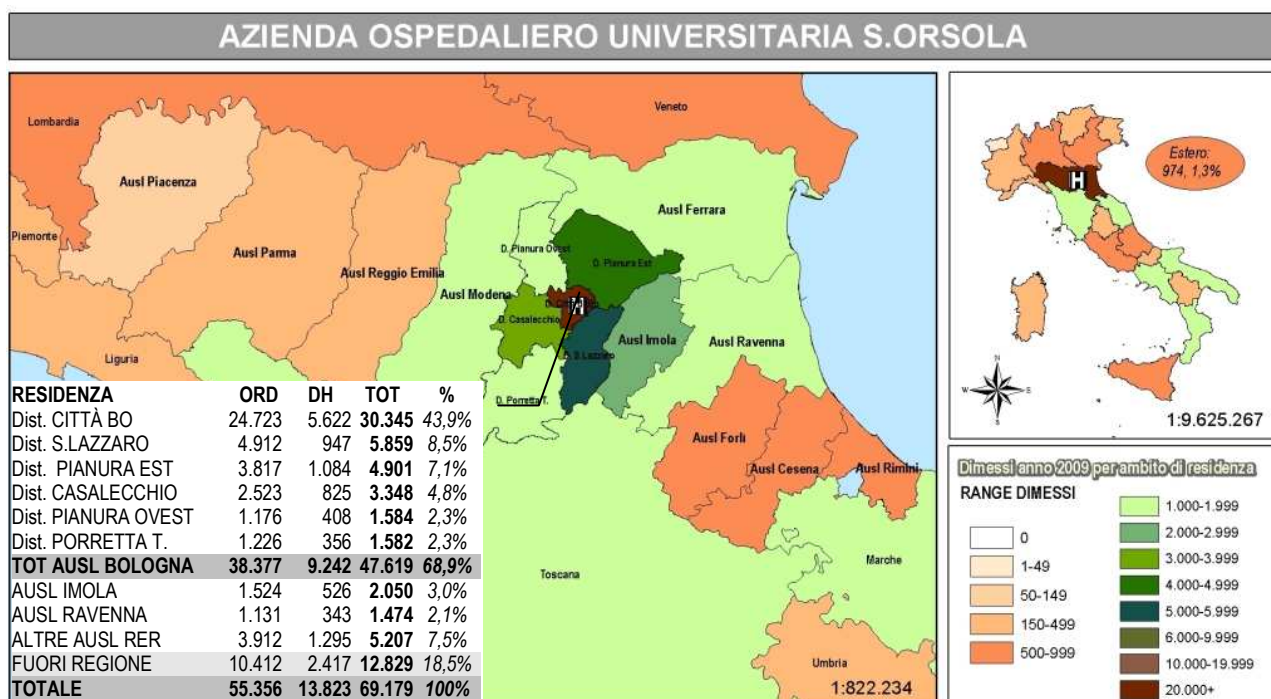 AZIENDA OSPEDALIERO UNIVERSITARIA S.ORSOLA
Lombardia
Veneto
Ausl Piacenza
Piemonte
Ausl Parma
Ausl Reggio Emilia
Ausl Modena
Ausl Ferrara
D. Pianura Ovest
D. Pianura Est
D. Casalecchio
H
D. S.Lazzaro
Ausl Imola
Ausl Ravenna
Liguria
D. Porretta T.
Ausl Forlì
Ausl Cesena
Ausl Rimini
Toscana
Marche
Umbria
1:822.234
RESIDENZA ORD DH TOT %
Dist. CITTÀ BO 24.723 5.622 30.345 43,9%
Dist. S.LAZZARO 4.912 947 5.859 8,5%
Dist. PIANURA EST 3.817 1.084 4.901 7,1%
Dist. CASALECCHIO 2.523 825 3.348 4,8%
Dist. PIANURA OVEST 1.176 408 1.584 2,3%
Dist. PORRETTA T. 1.226 356 1.582 2,3%
TOT AUSL BOLOGNA 38.377 9.242 47.619 68,9%
AUSL IMOLA 1.524 526 2.050 3,0%
AUSL RAVENNA 1.131 343 1.474 2,1%
ALTRE AUSL RER 3.912 1.295 5.207 7,5%
FUORI REGIONE 10.412 2.417 12.829 18,5%
TOTALE 55.356 13.823 69.179 100%
Estero:
974, 1,3%
H
N
W E
S
1:9.625.267
Dimessi anno 2009 per ambito di residenza
RANGE DIMESSI
0
1-49
50-149
150-499
500-999
1.000-1.999
2.000-2.999
3.000-3.999
4.000-4.999
5.000-5.999
6.000-9.999
10.000-19.999
20.000+